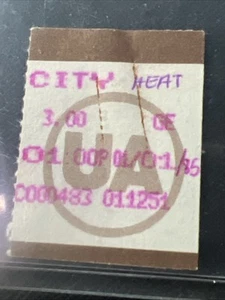 CITY HEAT
3.00 GE
01.00P 01/01/85
C000483 011251
UA